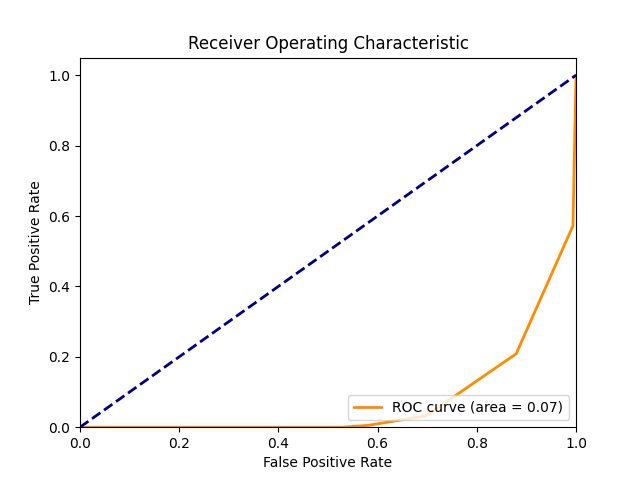 Receiver Operating Characteristic
True Positive Rate
1.0
0.8
0.6
0.4
0.2
0.0
ROC curve (area = 0.07)
0.0 0.2 0.4 0.6 0.8 1.0
False Positive Rate